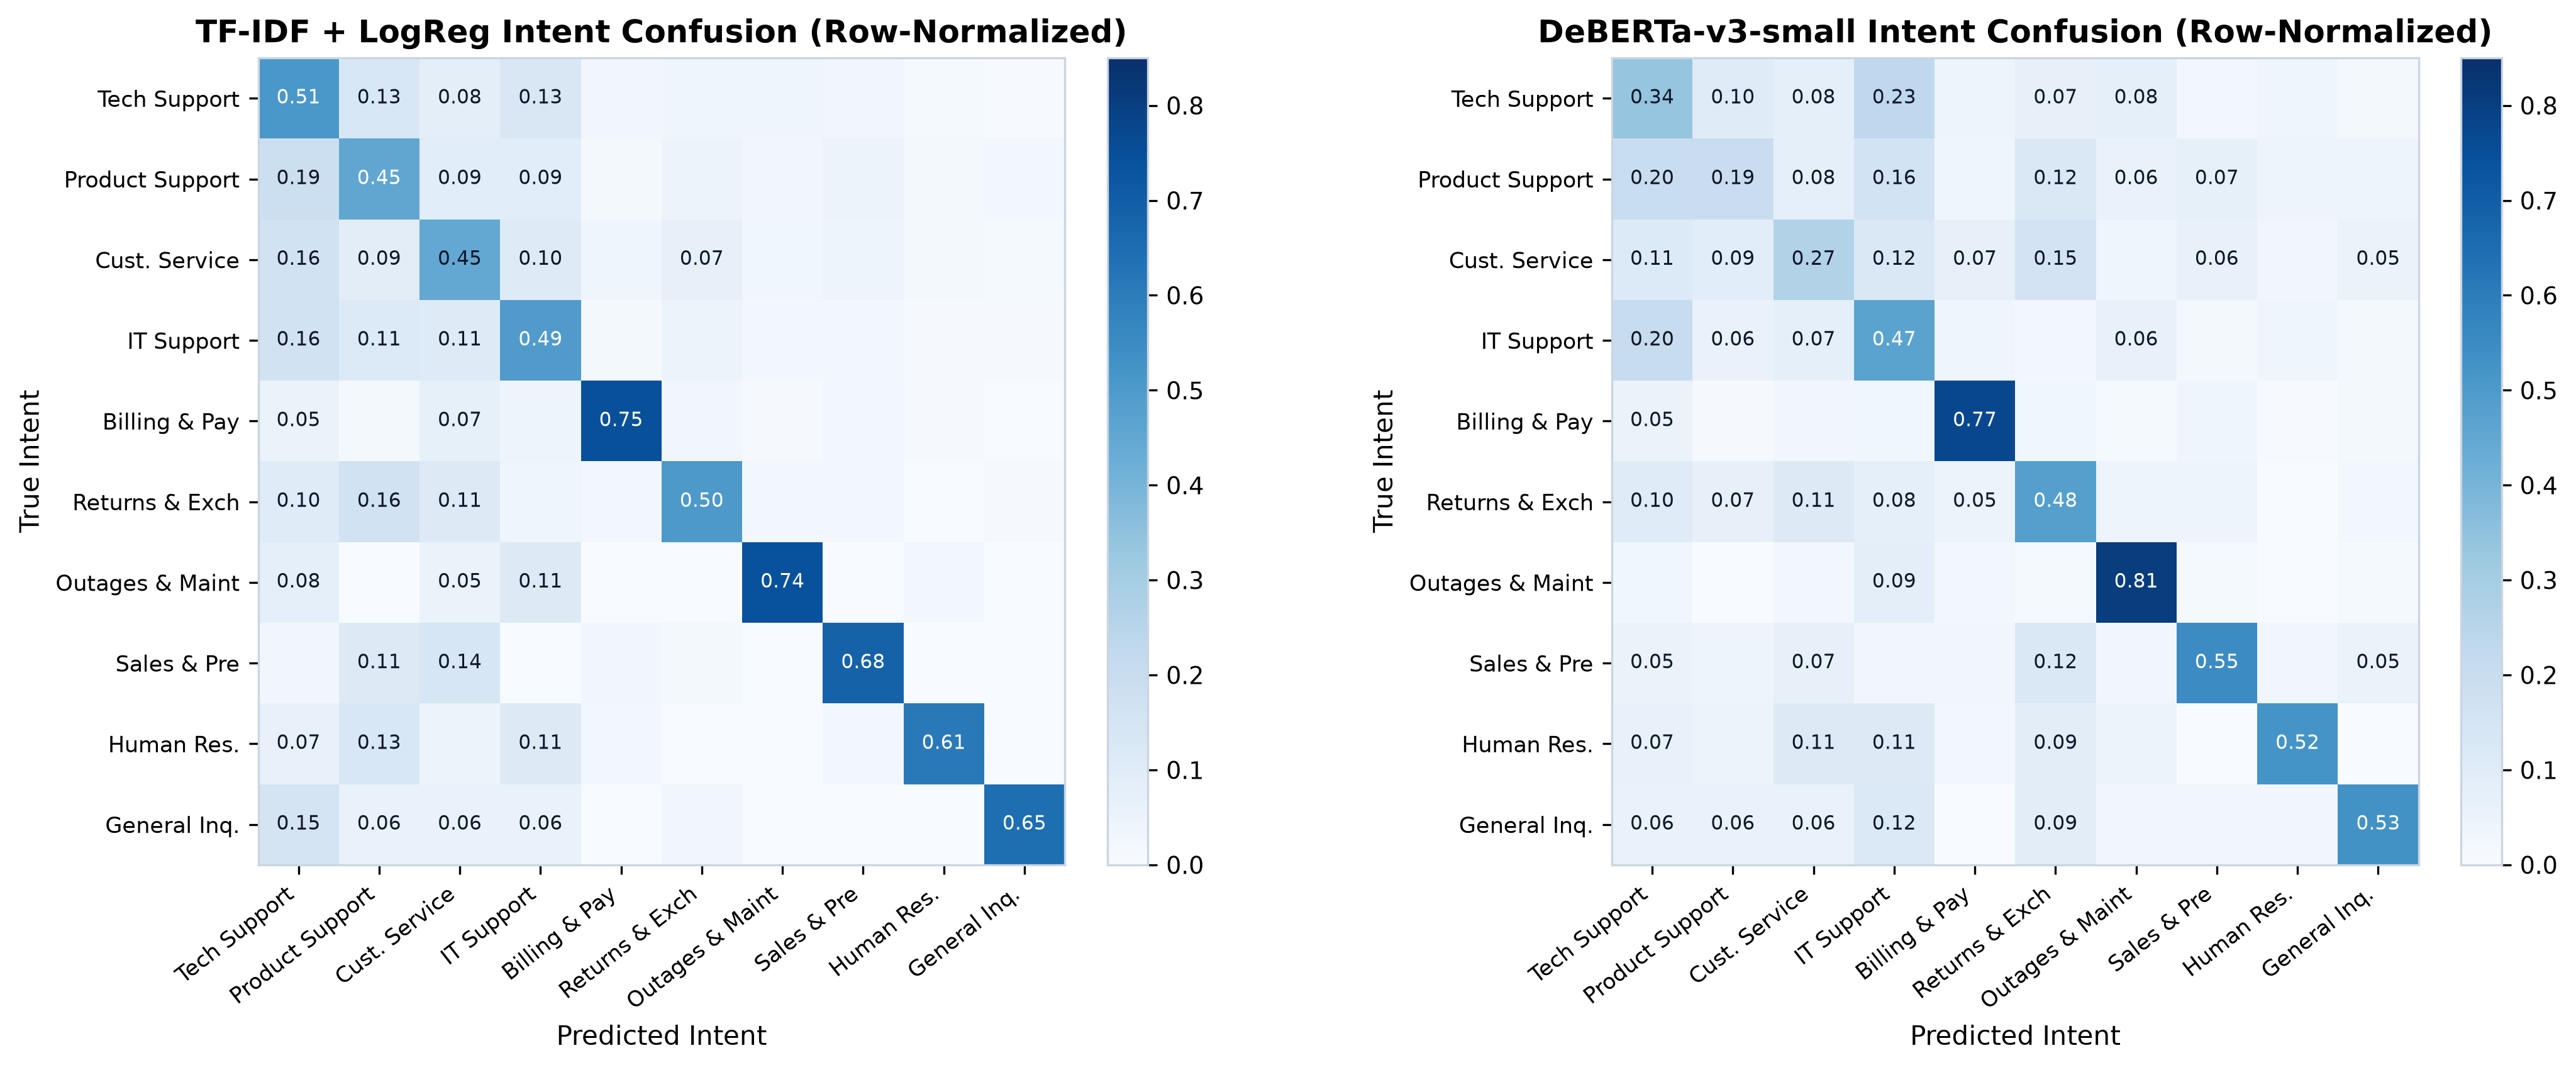 TF-IDF + LogReg Intent Confusion (Row-Normalized)
True Intent
Tech Support 0.51 0.13 0.08 0.13
Product Support 0.19 0.45 0.09 0.09
Cust. Service 0.16 0.09 0.45 0.10 0.07
IT Support 0.16 0.11 0.11 0.49
Billing & Pay 0.05 0.07 0.75
Returns & Exch 0.10 0.16 0.11 0.50
Outages & Maint 0.08 0.05 0.11 0.74
Sales & Pre 0.11 0.14 0.68
Human Res. 0.07 0.13 0.11 0.61
General Inq. 0.15 0.06 0.06 0.06 0.65
Tech Support
Product Support
Cust. Service
IT Support
Billing & Pay
Returns & Exch
Outages & Maint
Sales & Pre
Human Res.
General Inq.
Predicted Intent
0.8
0.7
0.6
0.5
0.4
0.3
0.2
0.1
0.0
DeBERTa-v3-small Intent Confusion (Row-Normalized)
True Intent
Tech Support 0.34 0.10 0.08 0.23 0.07 0.08
Product Support 0.20 0.19 0.08 0.16 0.12 0.06 0.07
Cust. Service 0.11 0.09 0.27 0.12 0.07 0.15 0.06 0.05
IT Support 0.20 0.06 0.07 0.47 0.06
Billing & Pay 0.05 0.77
Returns & Exch 0.10 0.07 0.11 0.08 0.05 0.48
Outages & Maint 0.09 0.81
Sales & Pre 0.05 0.07 0.12 0.55 0.05
Human Res. 0.07 0.11 0.11 0.09 0.52
General Inq. 0.06 0.06 0.06 0.12 0.09 0.53
Tech Support
Product Support
Cust. Service
IT Support
Billing & Pay
Returns & Exch
Outages & Maint
Sales & Pre
Human Res.
General Inq.
Predicted Intent
0.8
0.7
0.6
0.5
0.4
0.3
0.2
0.1
0.0